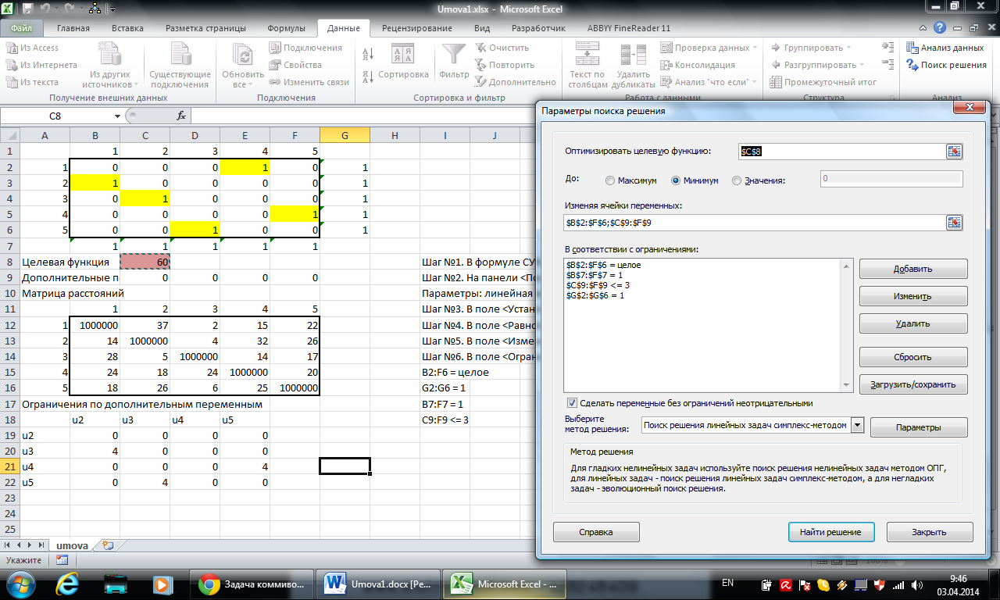 Umova1.xlsx - Microsoft Excel
Файл Главная Вставка Разметка страницы Формулы Данные Рецензирование Вид Разработчик ABBYY FineReader 11
Из Access
Из Интернета
Из текста
Из других источников
Существующие подключения
Получение внешних данных
Обновить все
Подключения
Свойства
Изменить связи
Подключения
Сортировка
Фильтр
Очистить
Повторить
Дополнительно
Сортировка и фильтр
Текст по столбцам
Удалить дубликаты
Проверка данных
Консолидация
Анализ "что если"
Работа с данными
Группировать
Разгруппировать
Промежуточный итог
Структура
Анализ данных
Поиск решения
Анализ
C8 fx
A B C D E F G H I J
1 1 2 3 4 5
2 1 0 0 0 1 0 1
3 2 1 0 0 0 0 1
4 3 0 1 0 0 0 1
5 4 0 0 0 0 1 1
6 5 0 0 1 0 0 1
7 1 1 1 1 1
8 Целевая функция 60 Шаг №1. В формуле СУ
9 Дополнительные п 0 0 0 0 Шаг №2. На панели <По
10 Матрица расстояний Параметры: линейная
11 1 2 3 4 5 Шаг №3. В поле <Устан
12 1 1000000 37 2 15 22 Шаг №4. В поле <Равно
13 2 14 1000000 4 32 26 Шаг №5. В поле <Изме
14 3 28 5 1000000 14 17 Шаг №6. В поле <Огран
15 4 24 18 24 1000000 20 B2:F6 = целое
16 5 18 26 6 25 1000000 G2:G6 = 1
17 Ограничения по дополнительным переменным B7:F7 = 1
18 u2 u3 u4 u5 C9:F9 <= 3
19 u2 0 0 0 0
20 u3 4 0 0 0
21 u4 0 0 0 4
22 u5 0 4 0 0
23
24
25
umova
Укажите 100%
Параметры поиска решения
Оптимизировать целевую функцию: $C$8
До: Максимум Минимум Значения: 0
Изменяя ячейки переменных:
$B$2:$F$6;$C$9:$F$9
В соответствии с ограничениями:
$B$2:$F$6 = целое
$B$7:$F$7 = 1
$C$9:$F$9 <= 3
$G$2:$G$6 = 1
Добавить
Изменить
Удалить
Сбросить
Загрузить/сохранить
Сделать переменные без ограничений неотрицательными
Выберите
метод решения:
Поиск решения линейных задач симплекс-методом
Параметры
Метод решения
Для гладких нелинейных задач используйте поиск решения нелинейных задач методом ОПГ,
для линейных задач - поиск решения линейных задач симплекс-методом, а для негладких
задач - эволюционный поиск решения.
Справка Найти решение Закрыть
Задача коммиво... Umova1.docx [Ре... Microsoft Excel - ... EN 9:46
03.04.2014